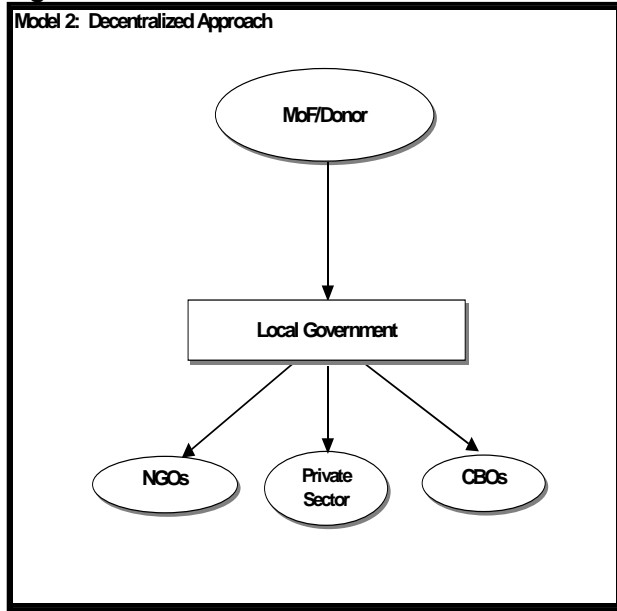 Model 2: Decentralized Approach
MoF/Donor
Local Government
NGOs
Private
Sector
CBOs